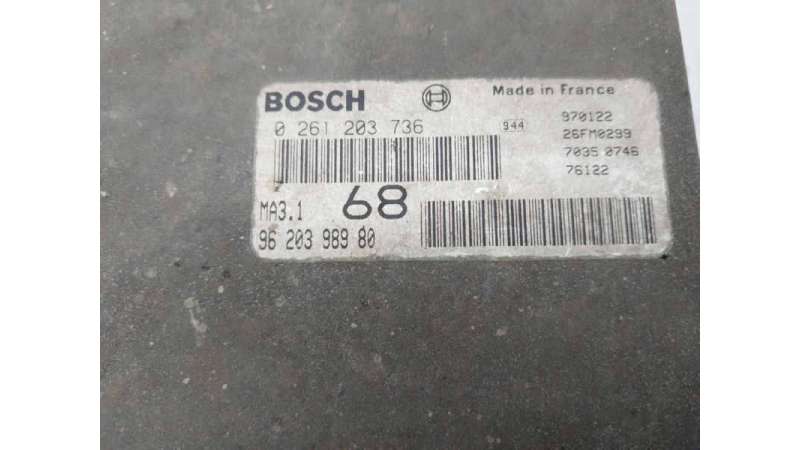 BOSCH
Made in France
0 261 203 736
944
970122
26FM0299
7035 0746
76122
MA3.1
68
96 203 989 80